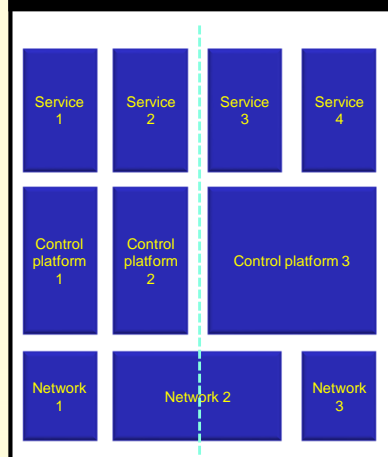 Service
1
Service
2
Service
3
Service
4
Control
platform
1
Control
platform
2
Control platform 3
Network
1
Network 2
Network
3